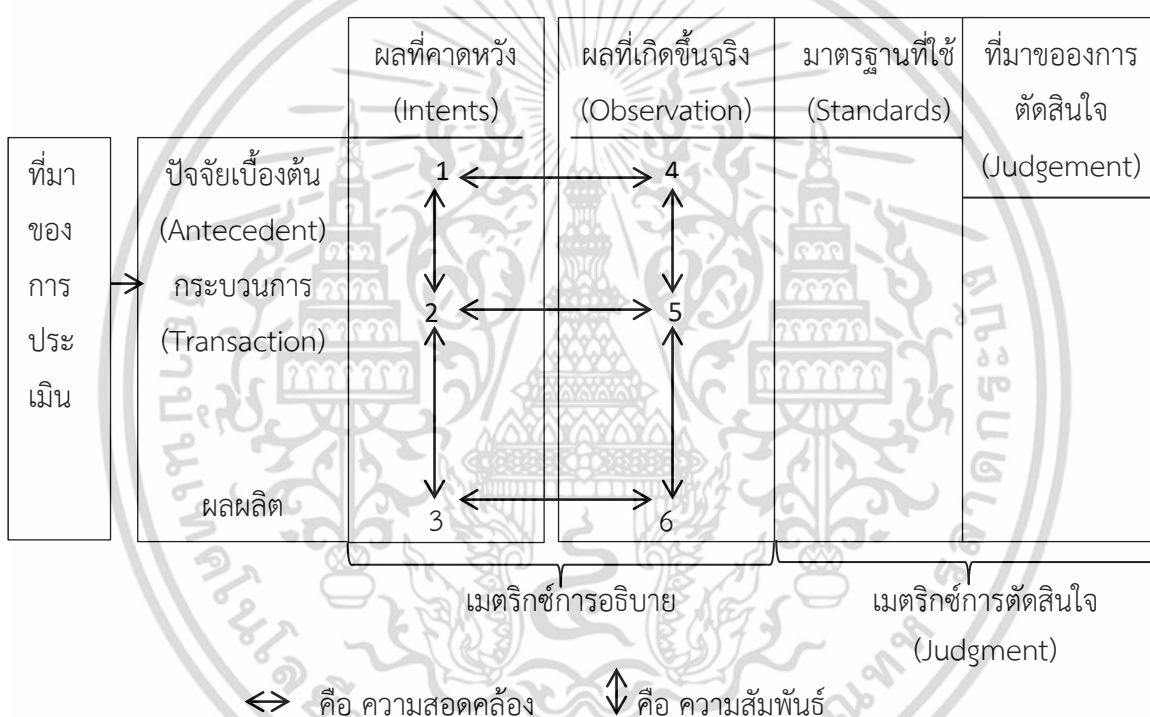 ผลที่คาดหวัง
(Intents)
ผลที่เกิดขึ้นจริง
(Observation)
มาตรฐานที่ใช้
(Standards)
ที่มาขอองการ
ตัดสินใจ
(Judgement)
ที่มา
ของ
การ
ประ
เมิน
ปัจจัยเบื้องต้น
(Antecedent)
กระบวนการ
(Transaction)
ผลผลิต
1
4
2
5
3
6
เมตริกซ์การอธิบาย
เมตริกซ์การตัดสินใจ
(Judgment)
คือ ความสอดคล้อง
คือ ความสัมพันธ์